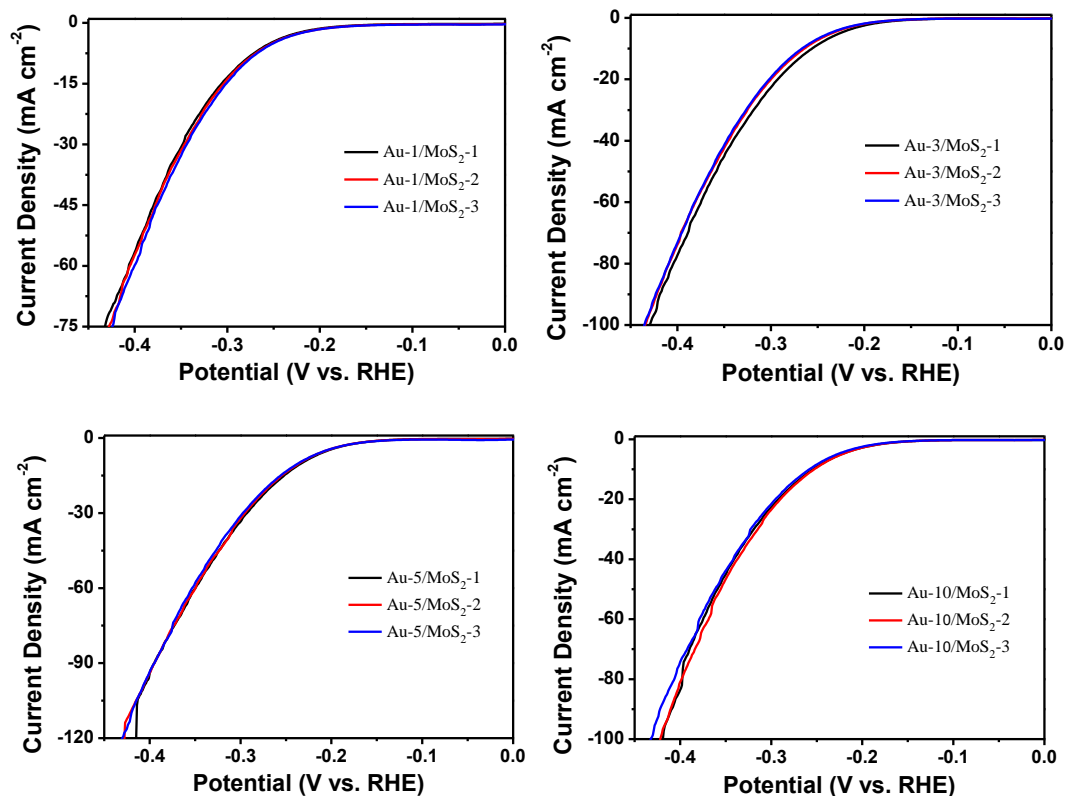 0
-15
-30
-45
-60
-75
-0.4
-0.3
-0.2
-0.1
0.0
Current Density (mA cm⁻²)
Potential (V vs. RHE)
Au-1/MoS₂-1
Au-1/MoS₂-2
Au-1/MoS₂-3
0
-20
-40
-60
-80
-100
-0.4
-0.3
-0.2
-0.1
0.0
Current Density (mA cm⁻²)
Potential (V vs. RHE)
Au-3/MoS₂-1
Au-3/MoS₂-2
Au-3/MoS₂-3
0
-30
-60
-90
-120
-0.4
-0.3
-0.2
-0.1
0.0
Current Density (mA cm⁻²)
Potential (V vs. RHE)
Au-5/MoS₂-1
Au-5/MoS₂-2
Au-5/MoS₂-3
0
-20
-40
-60
-80
-100
-0.4
-0.3
-0.2
-0.1
0.0
Current Density (mA cm⁻²)
Potential (V vs. RHE)
Au-10/MoS₂-1
Au-10/MoS₂-2
Au-10/MoS₂-3